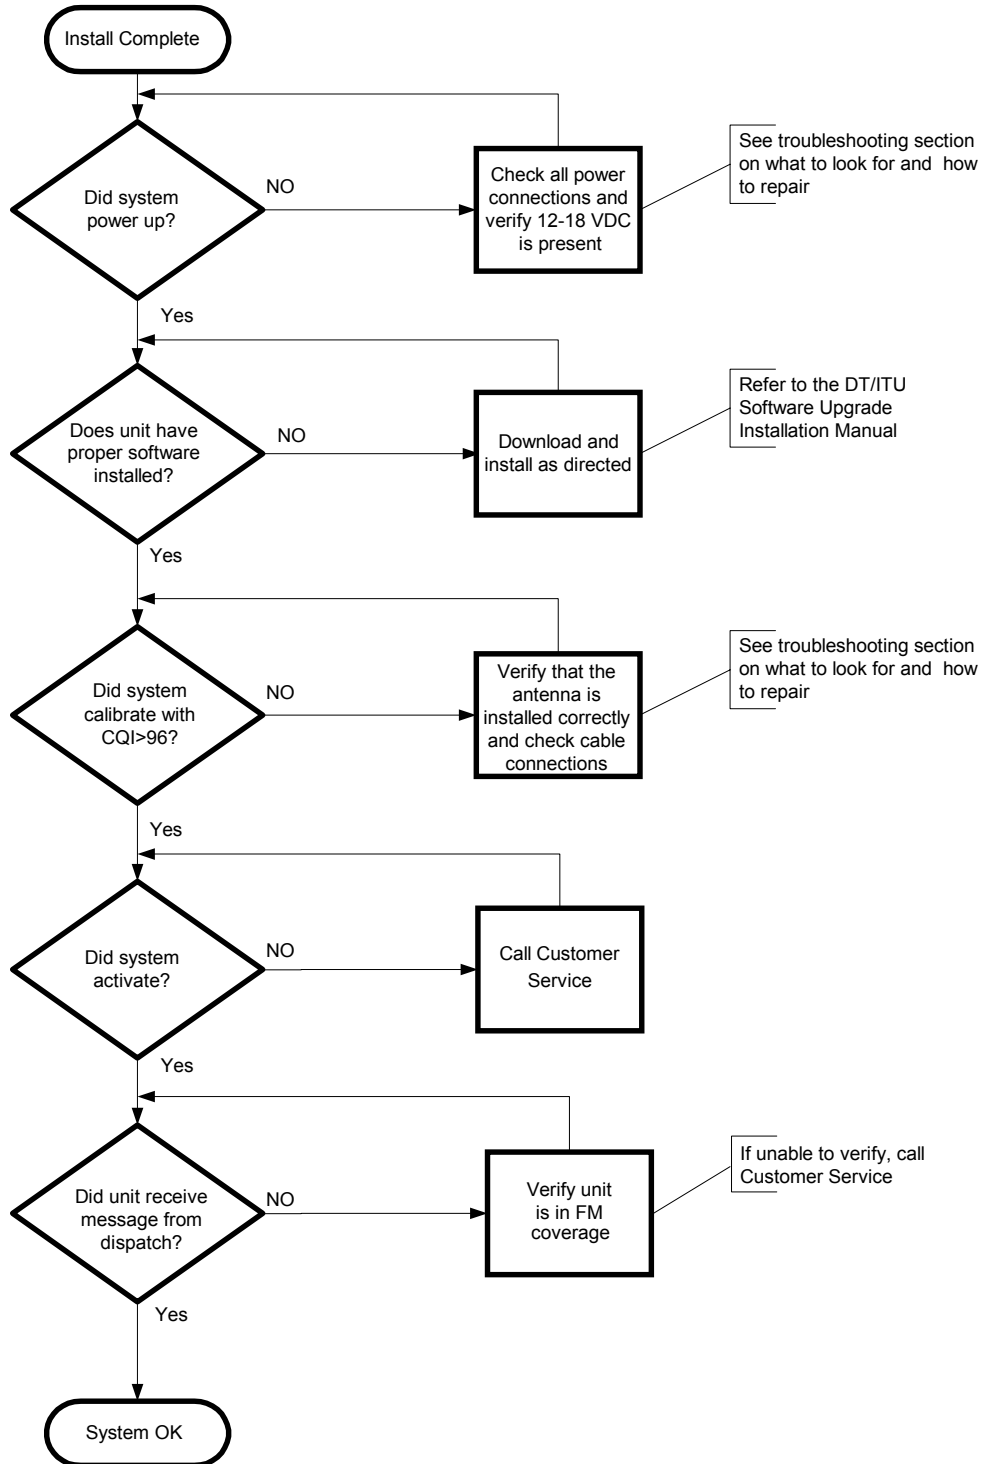 Install Complete
Did system
power up?
NO
Check all power
connections and
verify 12-18 VDC
is present
See troubleshooting section
on what to look for and how
to repair
Yes
Does unit have
proper software
installed?
NO
Download and
install as directed
Refer to the DT/ITU
Software Upgrade
Installation Manual
Yes
Did system
calibrate with
CQI>96?
NO
Verify that the
antenna is
installed correctly
and check cable
connections
See troubleshooting section
on what to look for and how
to repair
Yes
Did system
activate?
NO
Call Customer
Service
Yes
Did unit receive
message from
dispatch?
NO
Verify unit
is in FM
coverage
If unable to verify, call
Customer Service
Yes
System OK